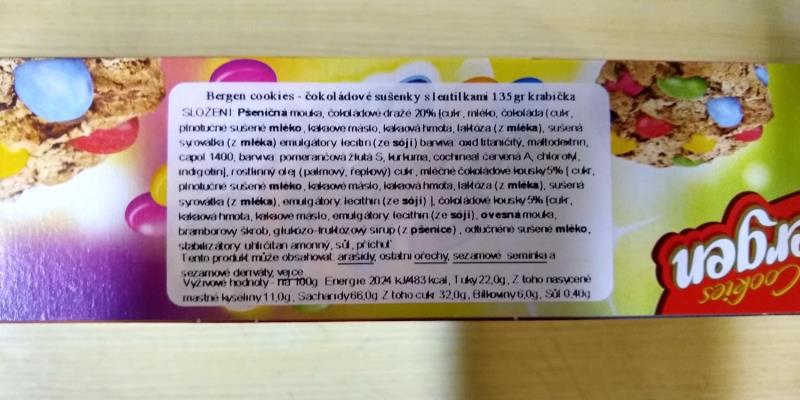 Bergen cookies - čokoládové sušenky s lentilkami 135 gr krabička
SLOŽENÍ: Pšeničná mouka, čokoládové dražé 20% [cukr, mléko, čokoláda (cukr,
plnotučné sušené mléko, kakaové máslo, kakaová hmota, laktóza (z mléka), sušená
syrovátka (z mléka) emulgátory: lecitin (ze sóji) barviva: oxid titaničitý, maltodextrin,
capol 1400, barviva: pomerančová žlutá S, kurkuma, cochineal červená A, chlorofyl,
indigotin], rostlinný olej (palmový, řepkový) cukr, mléčné čokoládové kousky 5% [ cukr,
plnotučné sušené mléko, kakaové máslo, kakaová hmota, laktóza (z mléka), sušená
syrovátka (z mléka), emulgátory: lecithin (ze sóji) ], čokoládové kousky 5% [cukr,
kakaová hmota, kakaové máslo, emulgátory: lecithin (ze sóji), ovesná mouka,
bramborový škrob, glukózo-fruktózový sirup (z pšenice), odtučněné sušené mléko,
stabilizátory: uhličitan amonný, sůl, příchuť
Tento produkt může obsahovat: arašídy, ostatní ořechy, sezamové semínka a
sezamové deriváty, vejce
Výživové hodnoty - na 100g: Energie 2024 kJ/483 kcal, Tuky 22,0g, Z toho nasycené
mastné kyseliny 11,0g, Sacharidy 66,0g Z toho cukr 32,0g, Bílkoviny 6,0g, Sůl 0,40g
ergen
Cookies